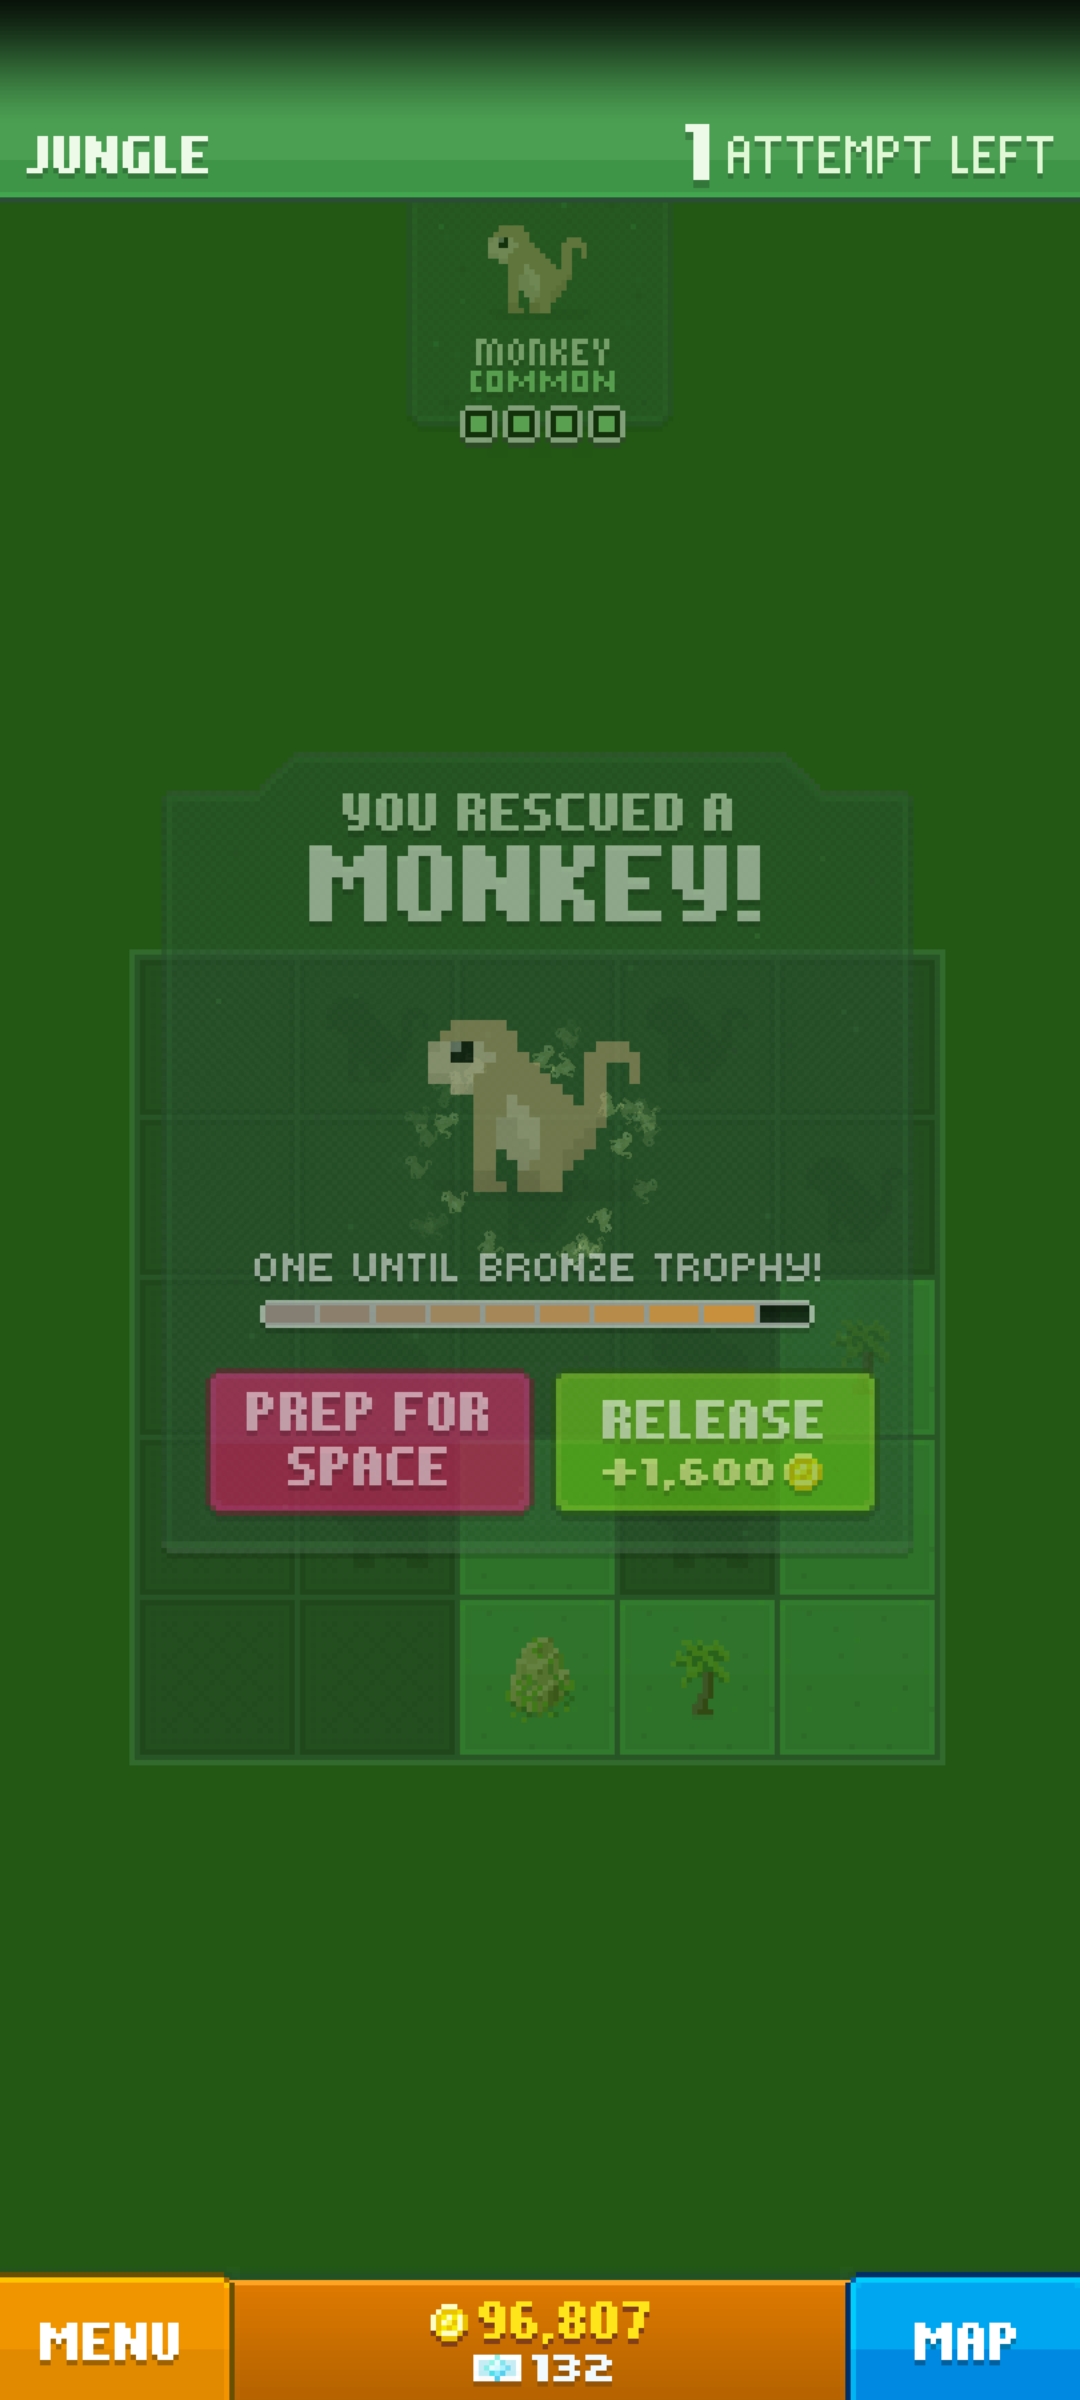 JUNGLE
1 ATTEMPT LEFT
MONKEY
COMMON
YOU RESCUED A
MONKEY!
ONE UNTIL BRONZE TROPHY!
PREP FOR
SPACE
RELEASE
+1,600
MENU
96,807
132
MAP